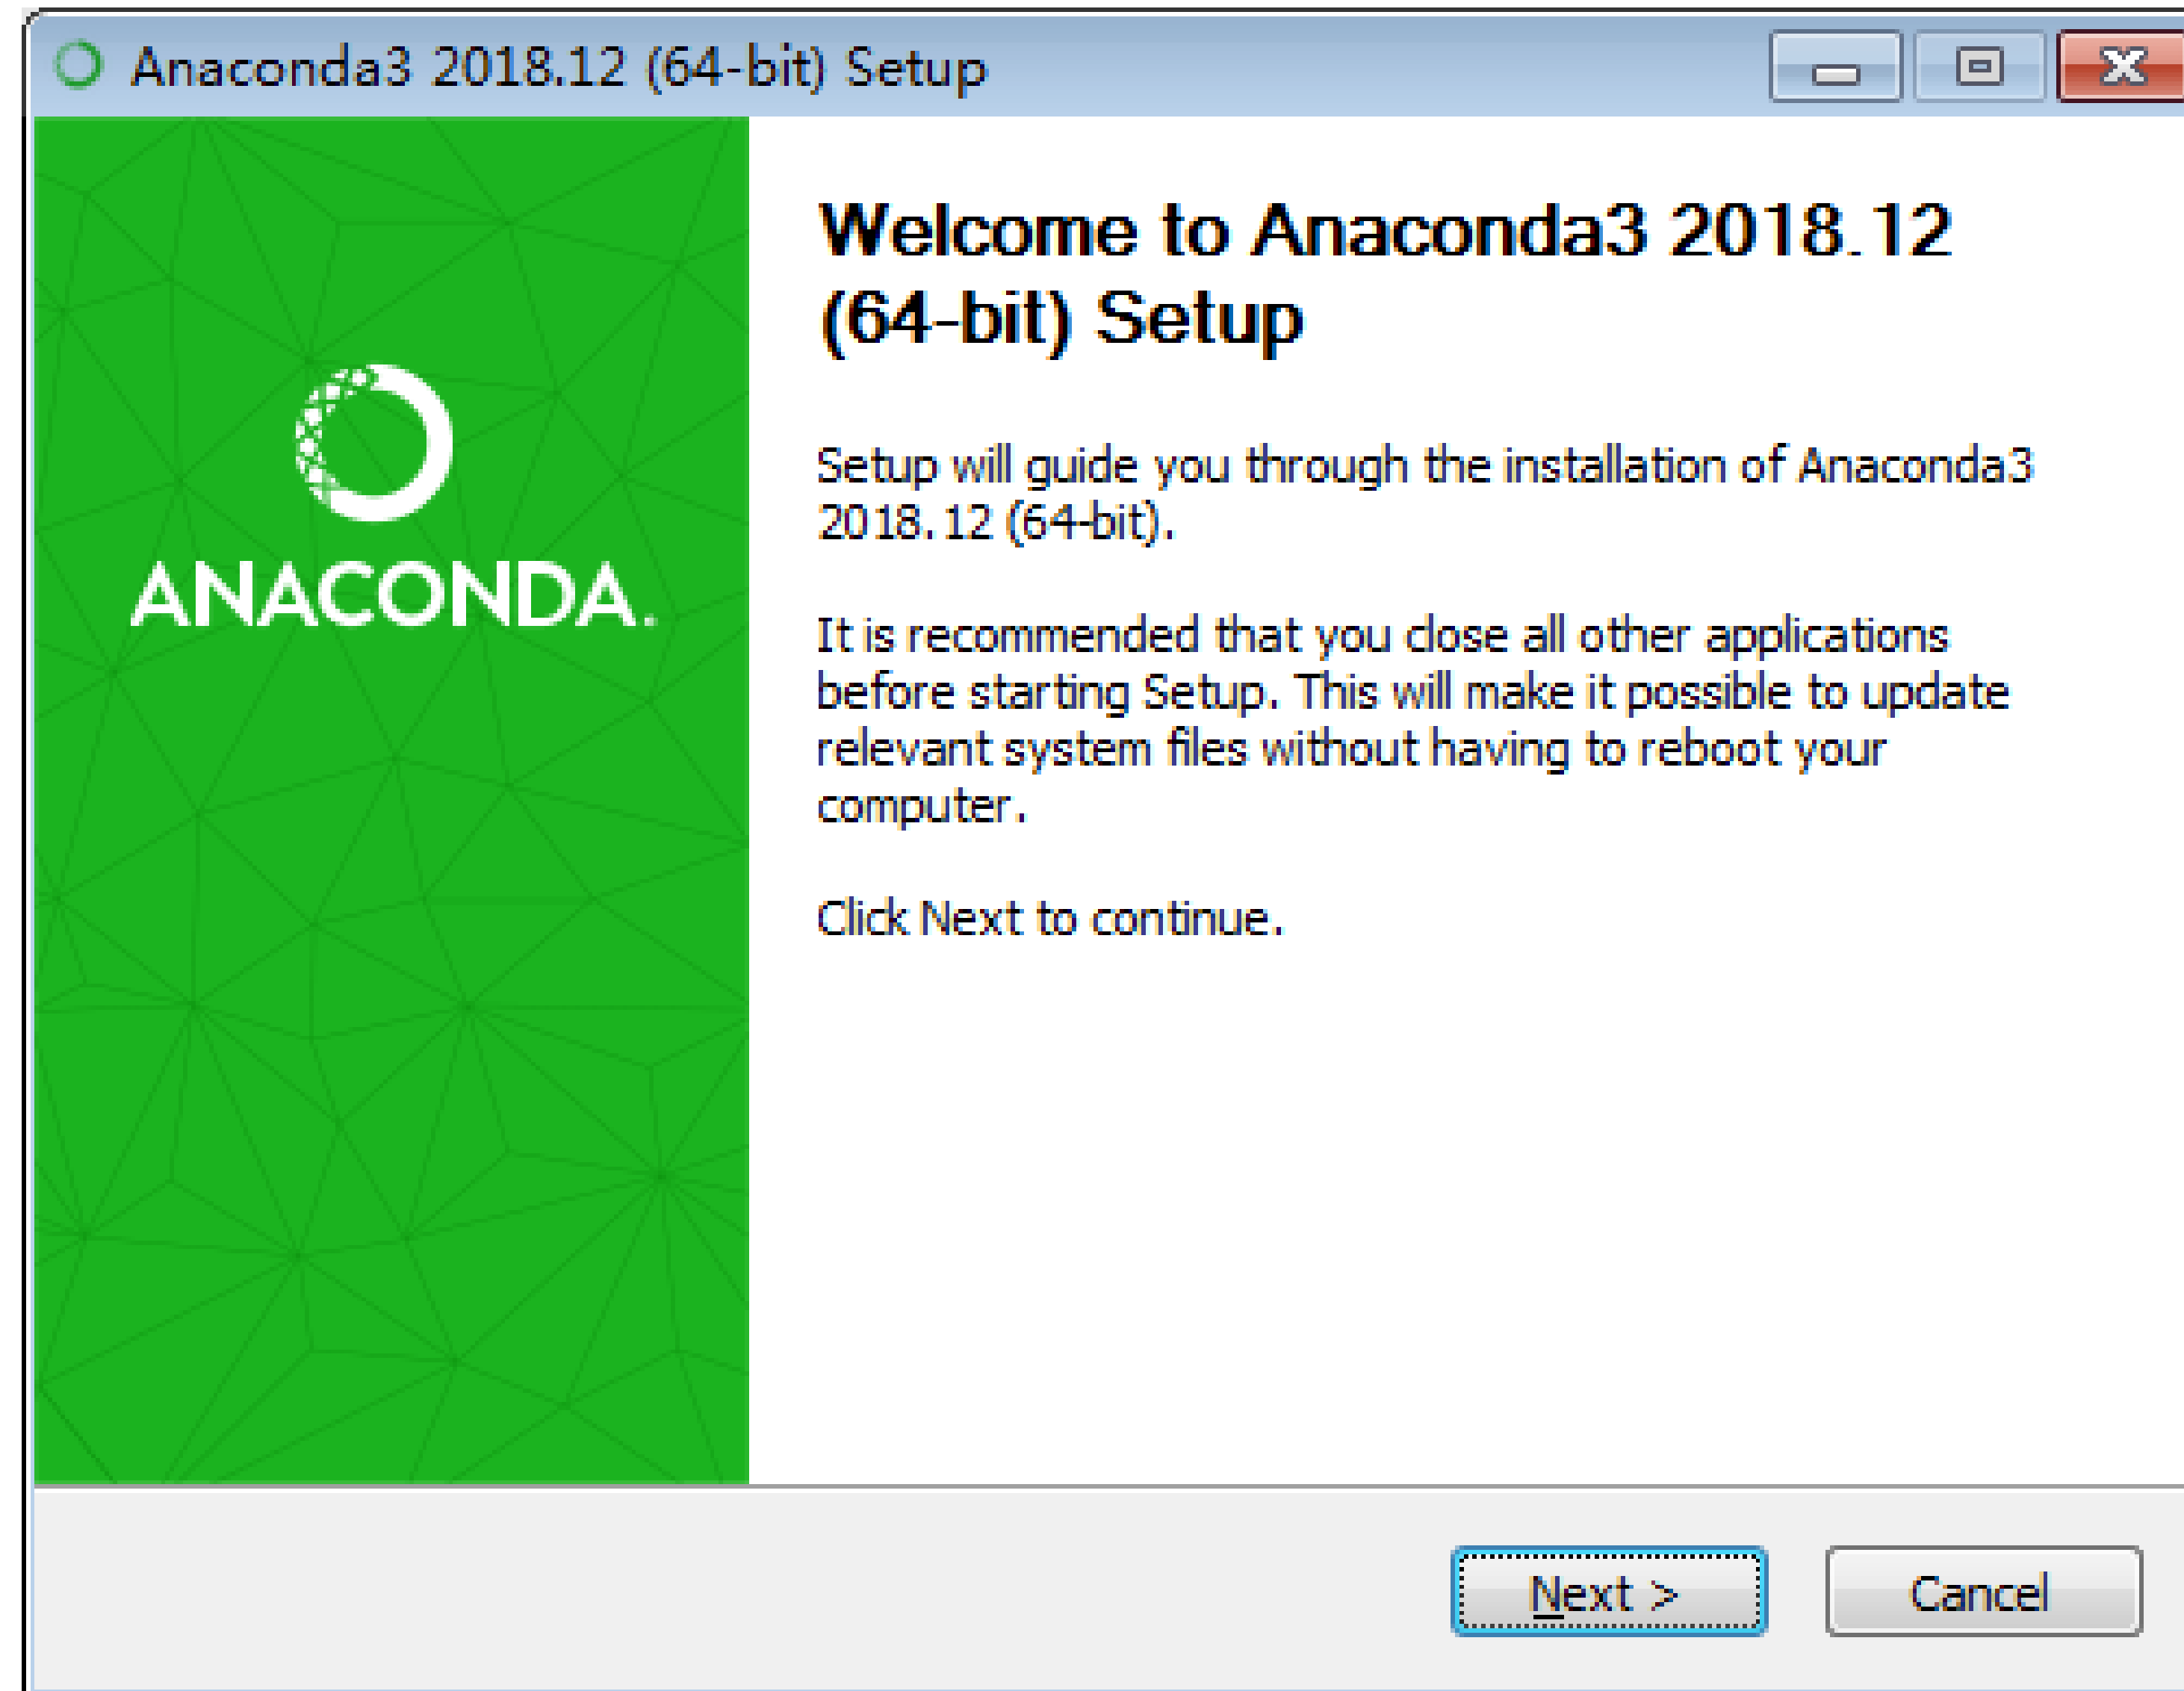 Anaconda3 2018.12 (64-bit) Setup
ANACONDA.
Welcome to Anaconda3 2018.12
(64-bit) Setup
Setup will guide you through the installation of Anaconda3
2018.12 (64-bit).
It is recommended that you close all other applications
before starting Setup. This will make it possible to update
relevant system files without having to reboot your
computer.
Click Next to continue.
Next >
Cancel